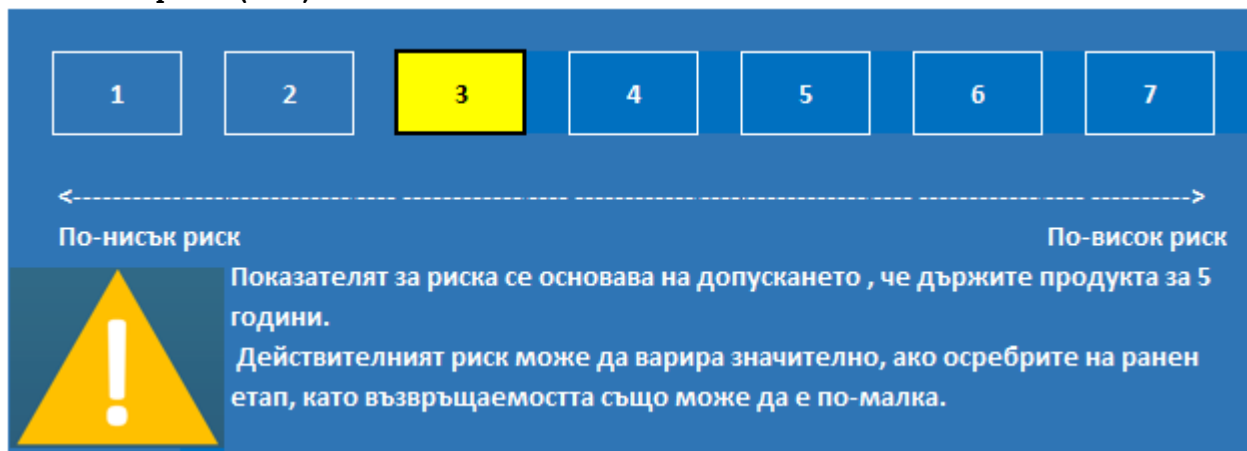 1 2 3 4 5 6 7
<--------------------------------- ----------------- ----------------------------------- ----------------- ---------->
По-нисък риск По-висок риск
Показателят за риска се основава на допускането , че държите продукта за 5
години.
Действителният риск може да варира значително, ако осребрите на ранен
етап, като възвръщаемостта също може да е по-малка.